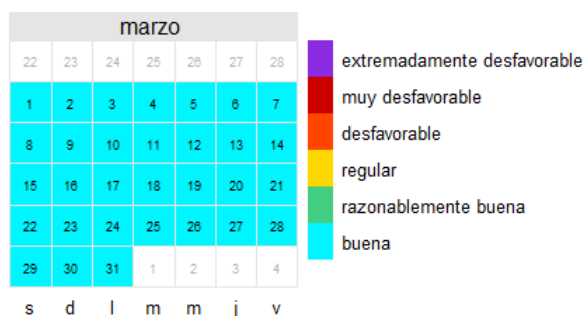 marzo
22 23 24 25 26 27 28
1 2 3 4 5 6 7
8 9 10 11 12 13 14
15 16 17 18 19 20 21
22 23 24 25 26 27 28
29 30 31 1 2 3 4
s d l m m j v
extremadamente desfavorable
muy desfavorable
desfavorable
regular
razonablemente buena
buena